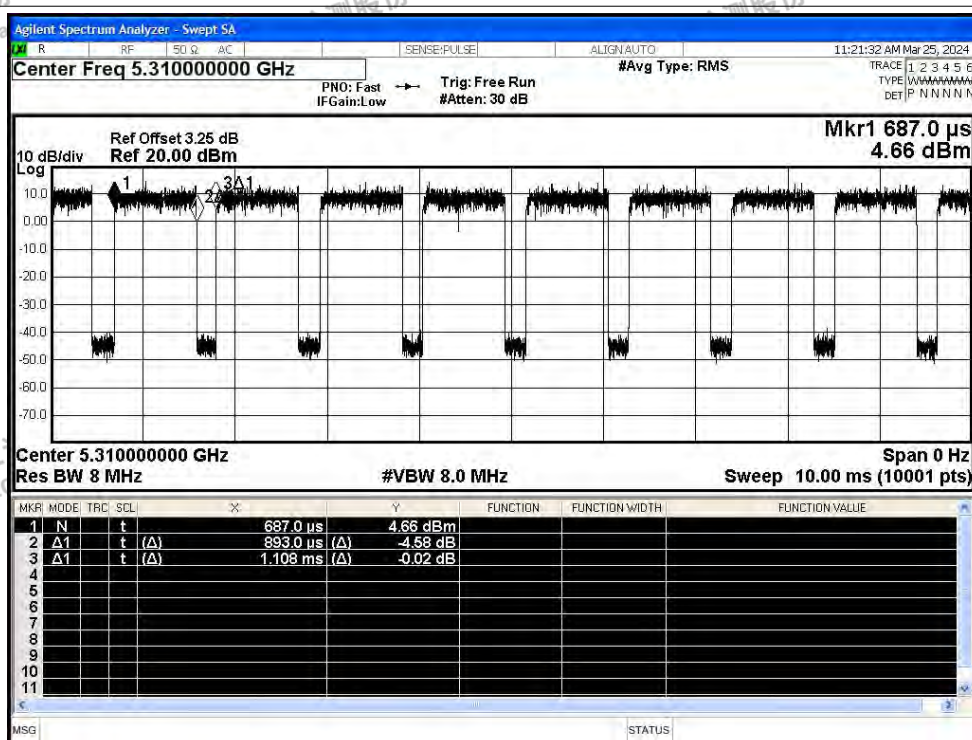 Agilent Spectrum Analyzer - Swept SA
R RF 50 Ω AC SENSE:PULSE ALIGN AUTO 11:21:32 AM Mar 25, 2024
Center Freq 5.310000000 GHz #Avg Type: RMS TRACE 1 2 3 4 5 6
PNO: Fast Trig: Free Run TYPE
IFGain:Low #Atten: 30 dB DET P N N N N N
Mkr1 687.0 µs
Ref Offset 3.25 dB
10 dB/div Ref 20.00 dBm 4.66 dBm
Log
1 2Δ1 3Δ1
10.0
0.00
-10.0
-20.0
-30.0
-40.0
-50.0
-60.0
-70.0
Center 5.310000000 GHz Span 0 Hz
Res BW 8 MHz #VBW 8.0 MHz Sweep 10.00 ms (10001 pts)
MKR MODE TRC SCL X Y FUNCTION FUNCTION WIDTH FUNCTION VALUE
1 N t 687.0 µs 4.66 dBm
2 Δ1 t (Δ) 893.0 µs (Δ) -4.58 dB
3 Δ1 t (Δ) 1.108 ms (Δ) -0.02 dB
4
5
6
7
8
9
10
11
MSG STATUS